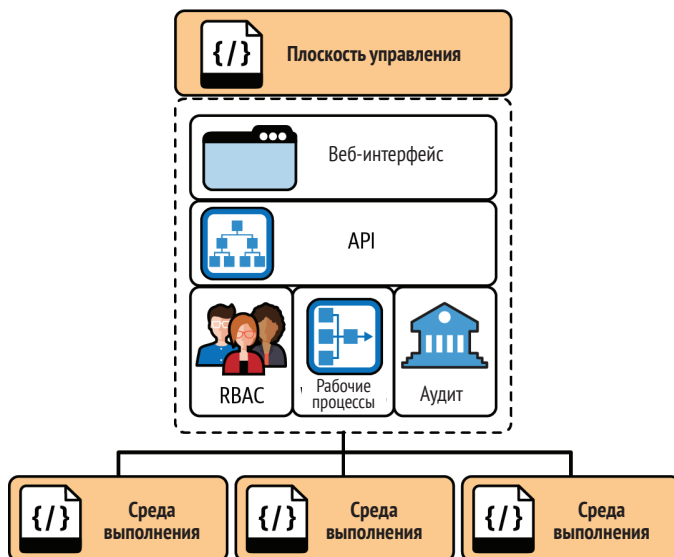 {/} Плоскость управления
Веб-интерфейс
API
RBAC
Рабочие
процессы
Аудит
{/} Среда
выполнения
{/} Среда
выполнения
{/} Среда
выполнения